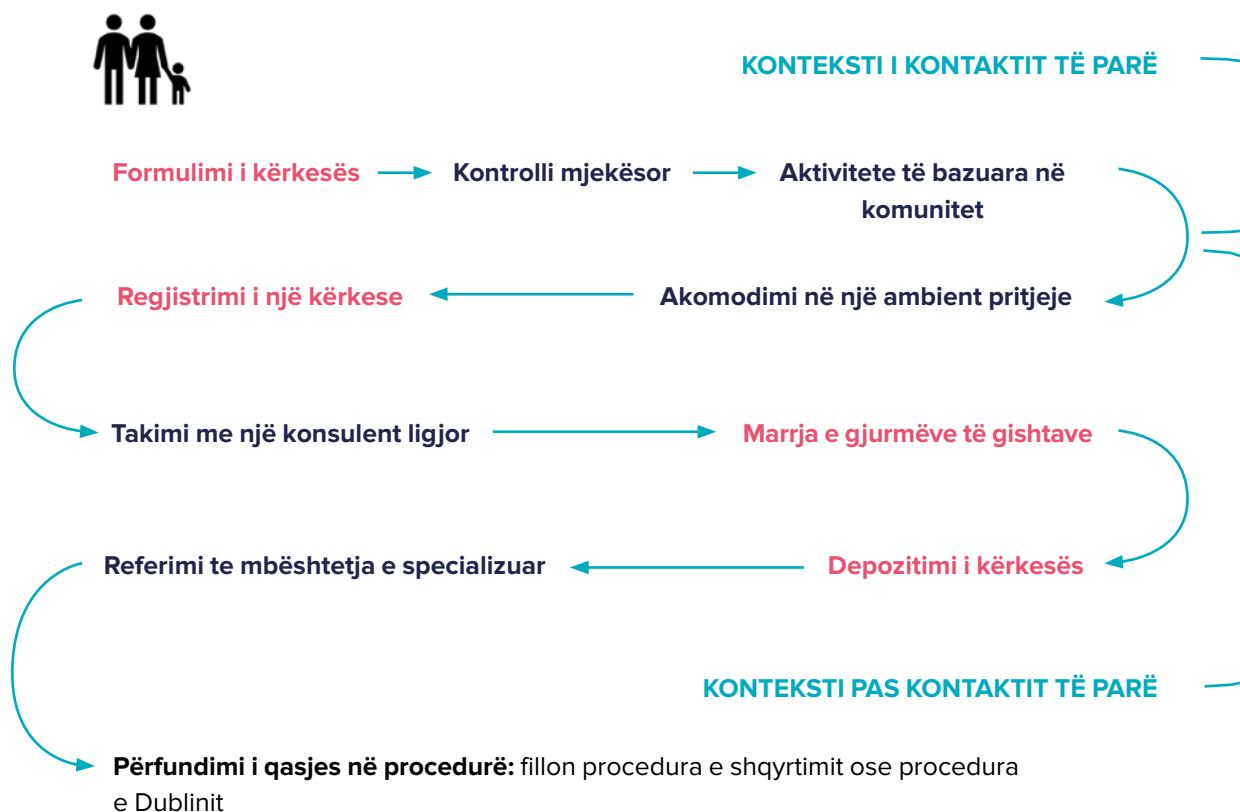 KONTEKSTI I KONTAKTIT TË PARË
Formulimi i kërkesës
Kontrolli mjekësor
Aktivitete të bazuara në
komunitet
Akomodimi në një ambient pritjeje
Regjistrimi i një kërkese
Takimi me një konsulent ligjor
Marrja e gjurmëve të gishtave
Depozitimi i kërkesës
Referimi te mbështetja e specializuar
KONTEKSTI PAS KONTAKTIT TË PARË
Përfundimi i qasjes në procedurë: fillon procedura e shqyrtimit ose procedura
e Dublinit